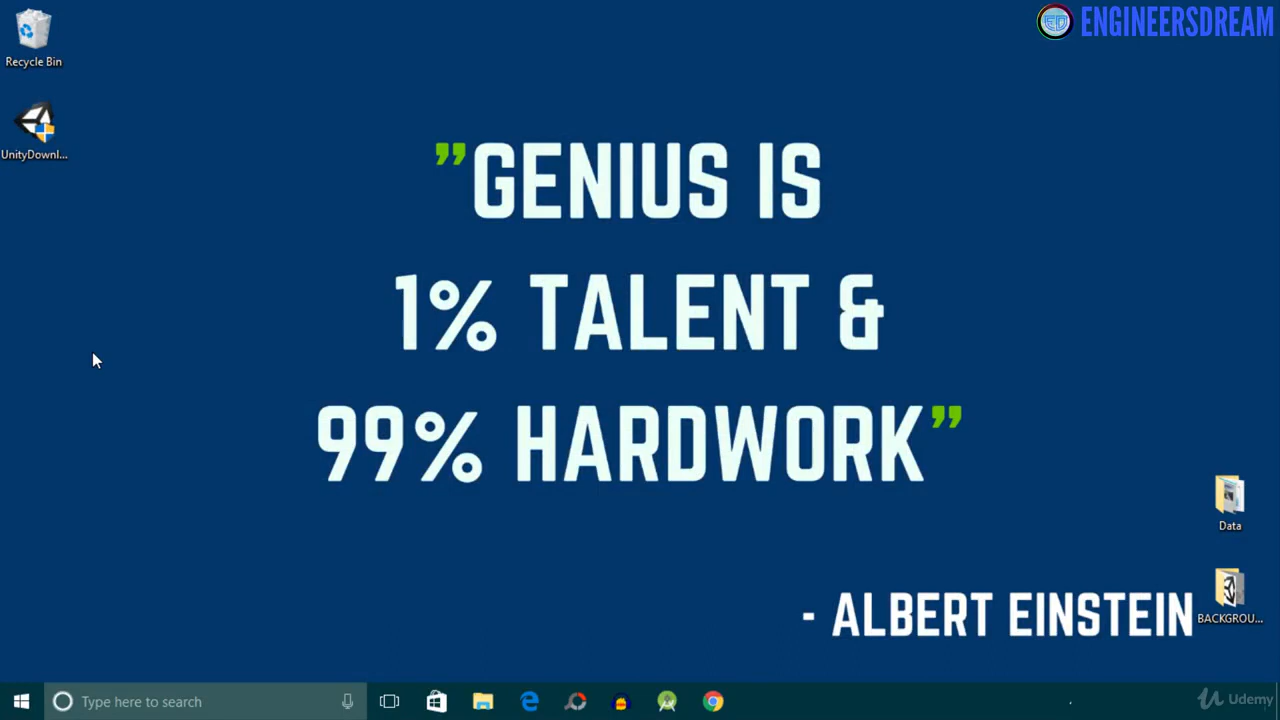 ENGINEERSDREAM
Recycle Bin
UnityDownl...
"GENIUS IS
1% TALENT &
99% HARDWORK"
Data
- ALBERT EINSTEIN
BACKGROU...
Type here to search
Udemy